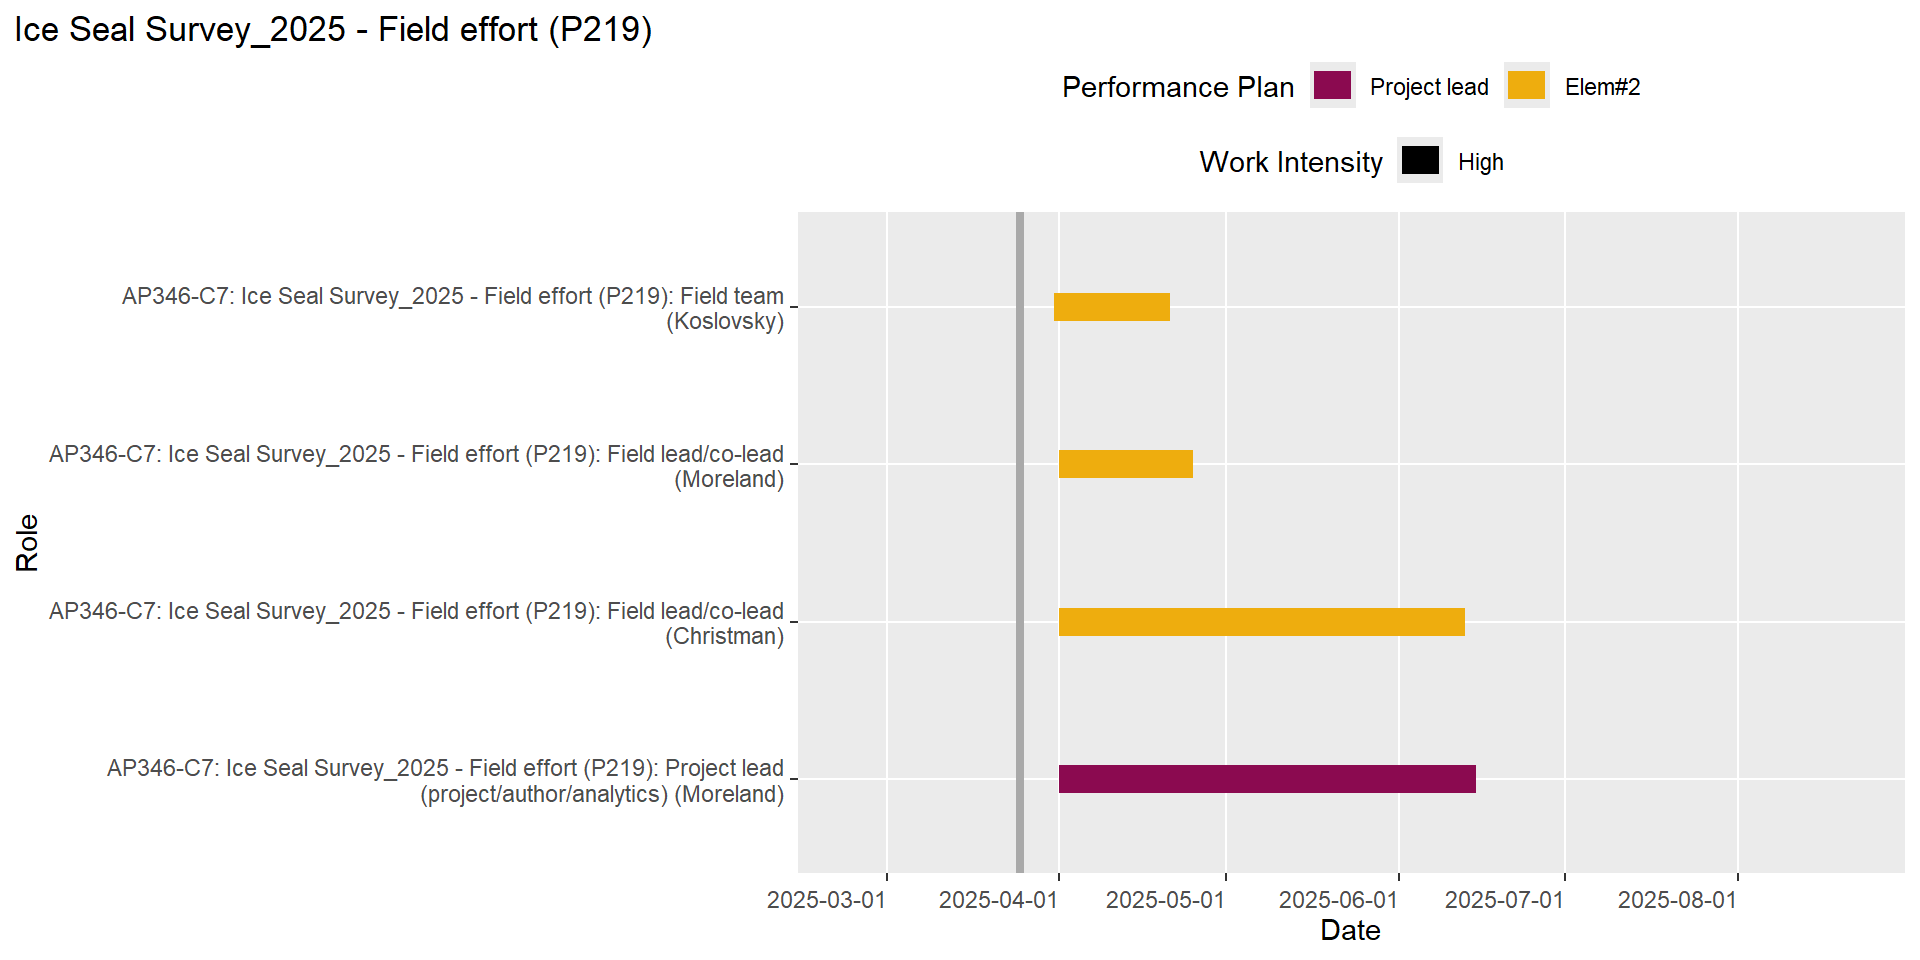 Ice Seal Survey_2025 - Field effort (P219)
Performance Plan Project lead Elem#2
Work Intensity High
AP346-C7: Ice Seal Survey_2025 - Field effort (P219): Field team
(Koslovsky)
AP346-C7: Ice Seal Survey_2025 - Field effort (P219): Field lead/co-lead
(Moreland)
Role
AP346-C7: Ice Seal Survey_2025 - Field effort (P219): Field lead/co-lead
(Christman)
AP346-C7: Ice Seal Survey_2025 - Field effort (P219): Project lead
(project/author/analytics) (Moreland)
2025-03-01 2025-04-01 2025-05-01 2025-06-01 2025-07-01 2025-08-01
Date